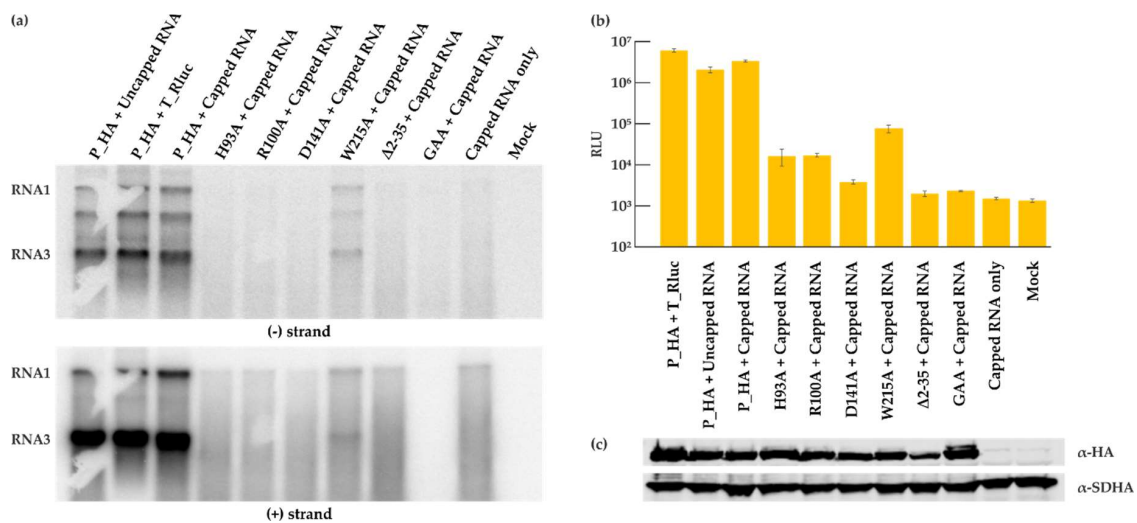 (a)
P_HA + Uncapped RNA
P_HA + T_Rluc
P_HA + Capped RNA
H93A + Capped RNA
R100A + Capped RNA
D141A + Capped RNA
W215A + Capped RNA
Δ2-35 + Capped RNA
GAA + Capped RNA
Capped RNA only
Mock
RNA1
RNA3
(-) strand
RNA1
RNA3
(+) strand
(b)
RLU
10⁷
10⁶
10⁵
10⁴
10³
10²
P_HA + T_Rluc
P_HA + Uncapped RNA
P_HA + Capped RNA
H93A + Capped RNA
R100A + Capped RNA
D141A + Capped RNA
W215A + Capped RNA
Δ2-35 + Capped RNA
GAA + Capped RNA
Capped RNA only
Mock
(c)
α-HA
α-SDHA